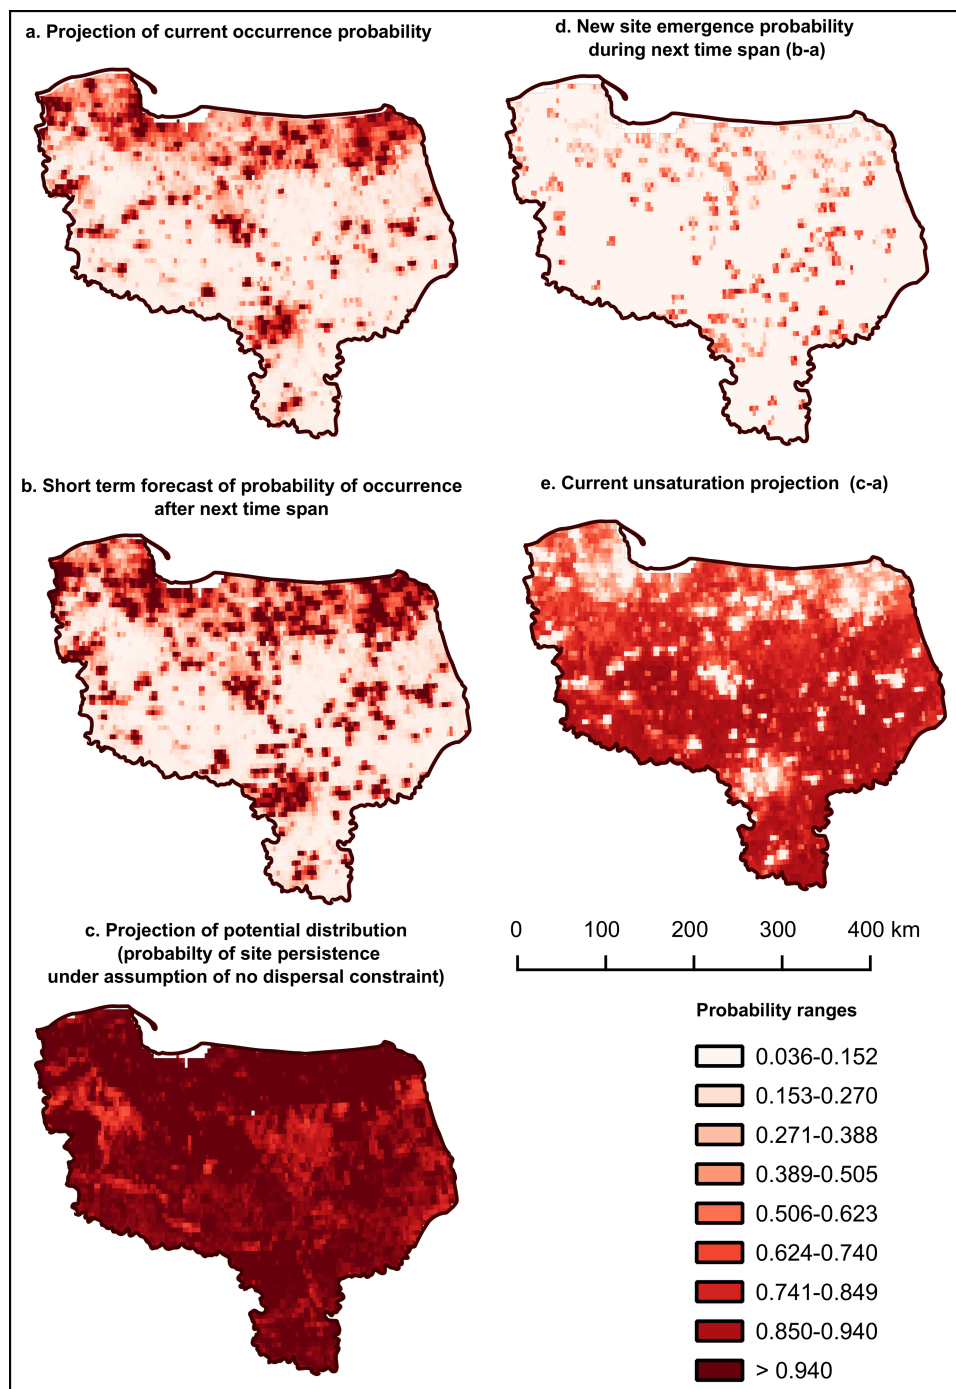 a. Projection of current occurrence probability
d. New site emergence probability
during next time span (b-a)
b. Short term forecast of probability of occurrence
after next time span
e. Current unsaturation projection (c-a)
c. Projection of potential distribution
(probabilty of site persistence
under assumption of no dispersal constraint)
0 100 200 300 400 km
Probability ranges
0.036-0.152
0.153-0.270
0.271-0.388
0.389-0.505
0.506-0.623
0.624-0.740
0.741-0.849
0.850-0.940
> 0.940